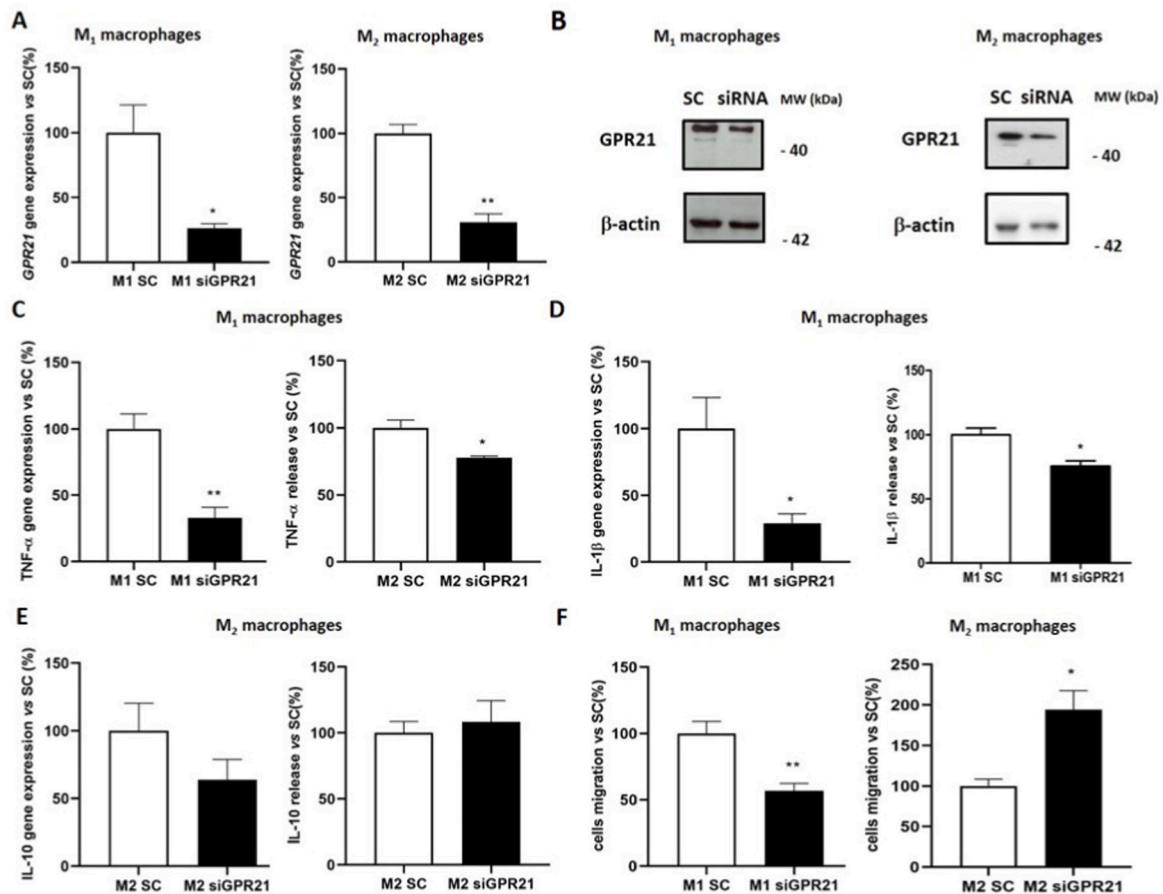 A
M1 macrophages
GPR21 gene expression vs SC(%)
150
100
50
0
*
M1 SC M1 siGPR21
M2 macrophages
GPR21 gene expression vs SC(%)
150
100
50
0
**
M2 SC M2 siGPR21
B
M1 macrophages
SC siRNA MW (kDa)
GPR21
- 40
β-actin
- 42
M2 macrophages
SC siRNA MW (kDa)
GPR21
- 40
β-actin
- 42
C
M1 macrophages
TNF-α gene expression vs SC (%)
150
100
50
0
**
M1 SC M1 siGPR21
TNF-α release vs SC (%)
150
100
50
0
*
M2 SC M2 siGPR21
D
M1 macrophages
IL-1β gene expression vs SC (%)
150
100
50
0
*
M1 SC M1 siGPR21
IL-1β release vs SC (%)
150
100
50
0
*
M1 SC M1 siGPR21
E
M2 macrophages
IL-10 gene expression vs SC (%)
150
100
50
0
M2 SC M2 siGPR21
IL-10 release vs SC(%)
150
100
50
0
M2 SC M2 siGPR21
F
M1 macrophages
cells migration vs SC(%)
150
100
50
0
**
M1 SC M1 siGPR21
M2 macrophages
cells migration vs SC(%)
250
200
150
100
50
0
*
M2 SC M2 siGPR21